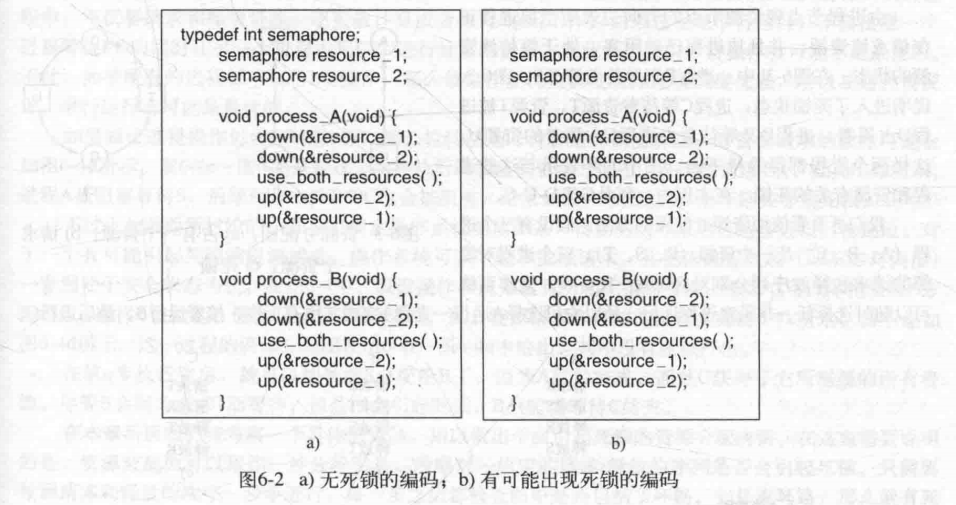 typedef int semaphore;
semaphore resource_1;
semaphore resource_2;
void process_A(void) {
down(&resource_1);
down(&resource_2);
use_both_resources( );
up(&resource_2);
up(&resource_1);
}
void process_B(void) {
down(&resource_1);
down(&resource_2);
use_both_resources( );
up(&resource_2);
up(&resource_1);
}
a)
semaphore resource_1;
semaphore resource_2;
void process_A(void) {
down(&resource_1);
down(&resource_2);
use_both_resources( );
up(&resource_2);
up(&resource_1);
}
void process_B(void) {
down(&resource_2);
down(&resource_1);
use_both_resources( );
up(&resource_1);
up(&resource_2);
}
b)
图6-2 a) 无死锁的编码；b) 有可能出现死锁的编码